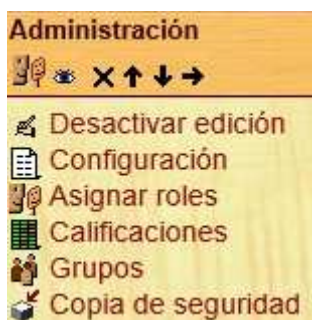 Administración
Desactivar edición
Configuración
Asignar roles
Calificaciones
Grupos
Copia de seguridad